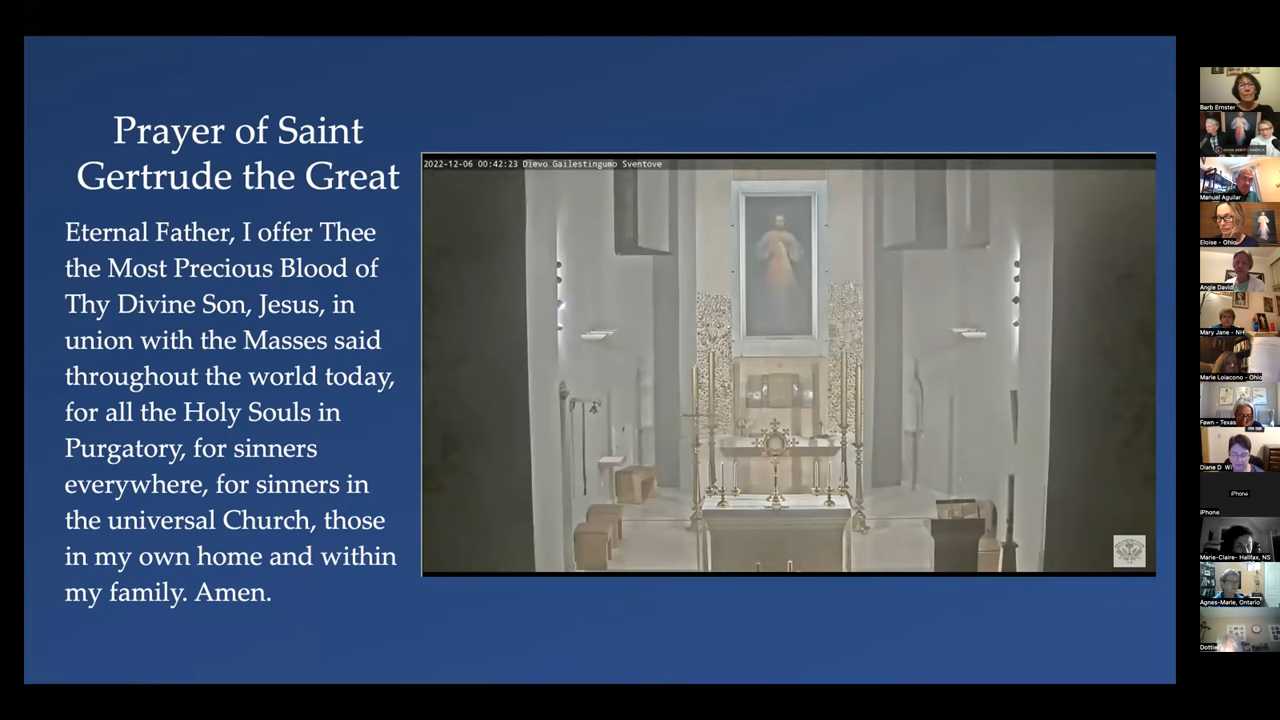 Prayer of Saint
Gertrude the Great
Eternal Father, I offer Thee
the Most Precious Blood of
Thy Divine Son, Jesus, in
union with the Masses said
throughout the world today,
for all the Holy Souls in
Purgatory, for sinners
everywhere, for sinners in
the universal Church, those
in my own home and within
my family. Amen.
2022-12-06 00:42:23 Dievo Gailestingumo Sventove
Barb Ernster
Manuel Aguilar
Eloise - Ohio
Angie David
Mary Jane - NH
Marie Loiacono - Ohio
Fawn - Texas
Diane D Wi
iPhone
iPhone
Marie-Claire- Halifax, NS
Agnes-Marie, Ontario
Dottie